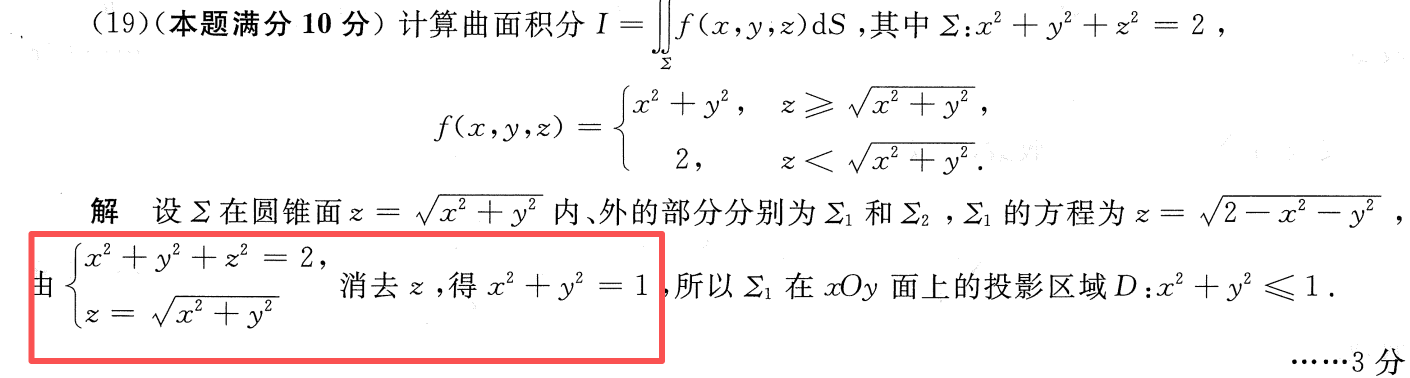 (19)(本题满分 10 分) 计算曲面积分 I = ∬_Σ f(x,y,z)dS ,其中 Σ:x² + y² + z² = 2 ,
f(x,y,z) = { x² + y², z ≥ √(x² + y²),
2, z < √(x² + y²).
解 设 Σ 在圆锥面 z = √(x² + y²) 内、外的部分分别为 Σ₁ 和 Σ₂ ,Σ₁ 的方程为 z = √(2 − x² − y²) ,
由 { x² + y² + z² = 2, z = √(x² + y²) 消去 z ,得 x² + y² = 1 ,所以 Σ₁ 在 xOy 面上的投影区域 D:x² + y² ≤ 1 .
……3 分